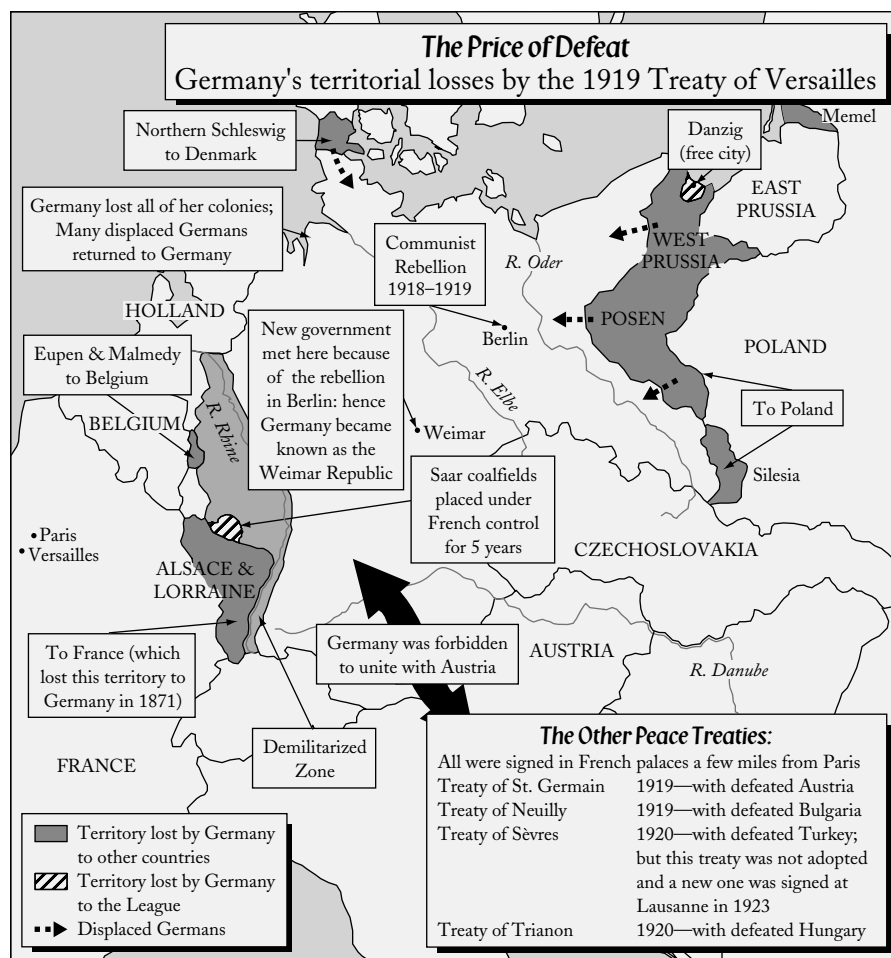 The Price of Defeat
Germany's territorial losses by the 1919 Treaty of Versailles
Northern Schleswig
to Denmark
Danzig
(free city)
Memel
EAST
PRUSSIA
Germany lost all of her colonies;
Many displaced Germans
returned to Germany
Communist
Rebellion
1918–1919
R. Oder
WEST
PRUSSIA
HOLLAND
New government
met here because
of the rebellion
in Berlin: hence
Germany became
known as the
Weimar Republic
Berlin
POSEN
POLAND
Eupen & Malmedy
to Belgium
R. Rhine
R. Elbe
To Poland
BELGIUM
Weimar
Silesia
Saar coalfields
placed under
French control
for 5 years
Paris
Versailles
CZECHOSLOVAKIA
ALSACE &
LORRAINE
To France (which
lost this territory to
Germany in 1871)
Germany was forbidden
to unite with Austria
AUSTRIA
R. Danube
Demilitarized
Zone
FRANCE
The Other Peace Treaties:
All were signed in French palaces a few miles from Paris
Treaty of St. Germain 1919—with defeated Austria
Treaty of Neuilly 1919—with defeated Bulgaria
Treaty of Sèvres 1920—with defeated Turkey;
but this treaty was not adopted
and a new one was signed at
Lausanne in 1923
Treaty of Trianon 1920—with defeated Hungary
Territory lost by Germany
to other countries
Territory lost by Germany
to the League
Displaced Germans